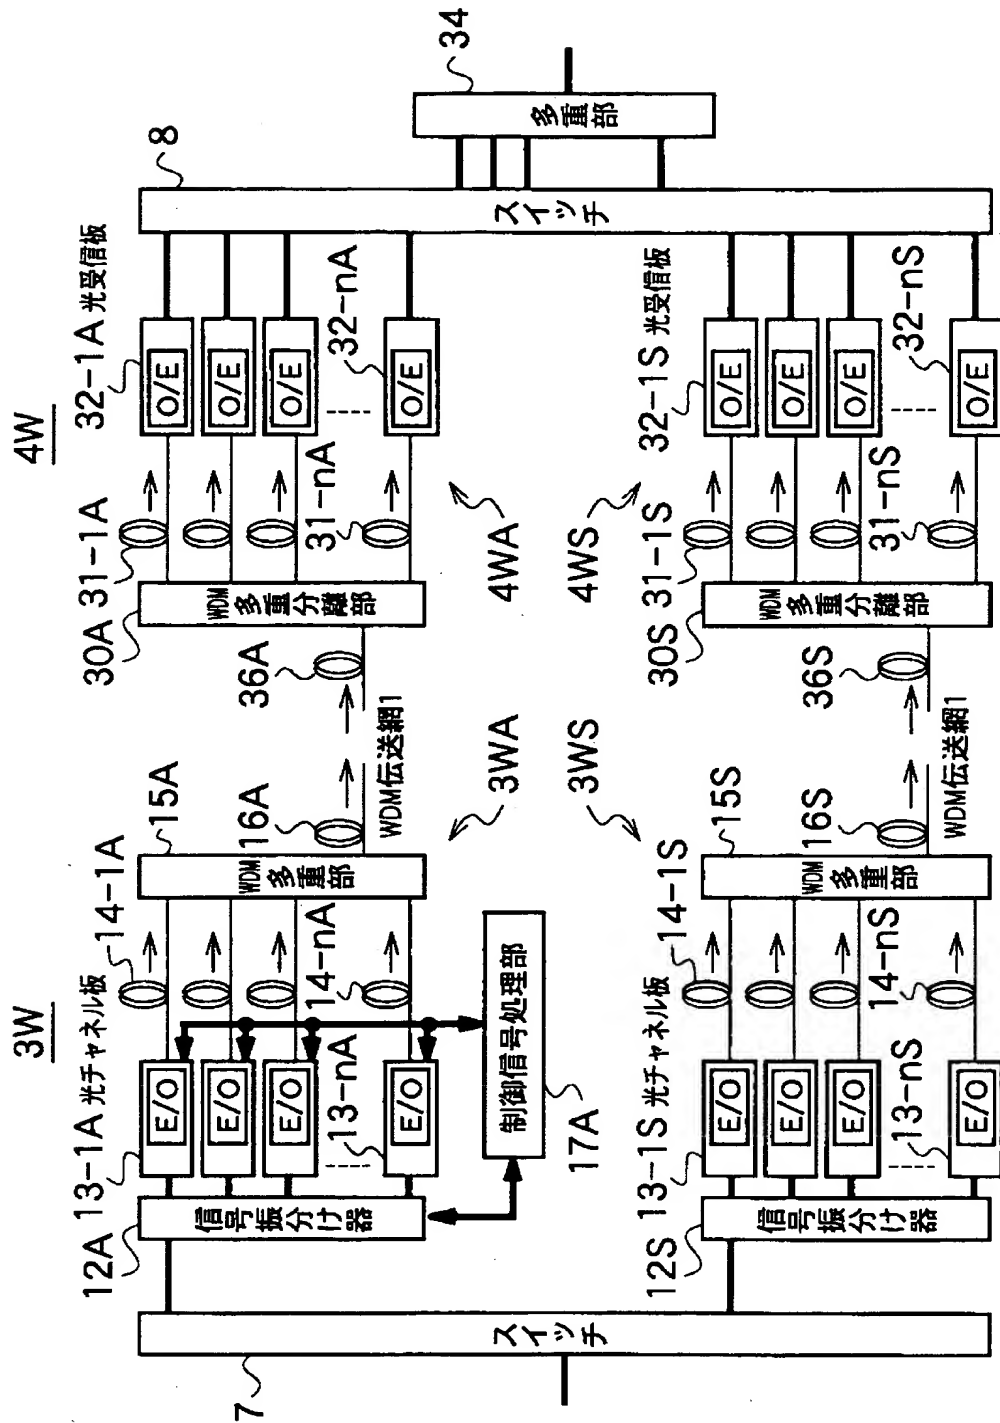 3W
4W
7
スイッチ
12A
信号振分け器
13-1A 光チャネル板
E/O
E/O
E/O
E/O
13-nA
14-1A
14-nA
15A
WDM
多重部
16A
WDM伝送網1
36A
30A
WDM
多重分離部
31-1A
31-nA
32-1A 光受信板
O/E
O/E
O/E
O/E
32-nA
8
スイッチ
多重部
34
制御信号処理部
17A
3WA
3WS
4WA
4WS
12S
信号振分け器
13-1S 光チャネル板
E/O
E/O
E/O
E/O
13-nS
14-1S
14-nS
15S
WDM
多重部
16S
WDM伝送網1
36S
30S
WDM
多重分離部
31-1S
31-nS
32-1S 光受信板
O/E
O/E
O/E
O/E
32-nS